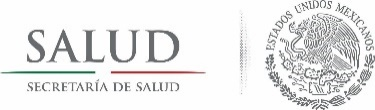 SALUD
SECRETARÍA DE SALUD
ESTADOS UNIDOS MEXICANOS